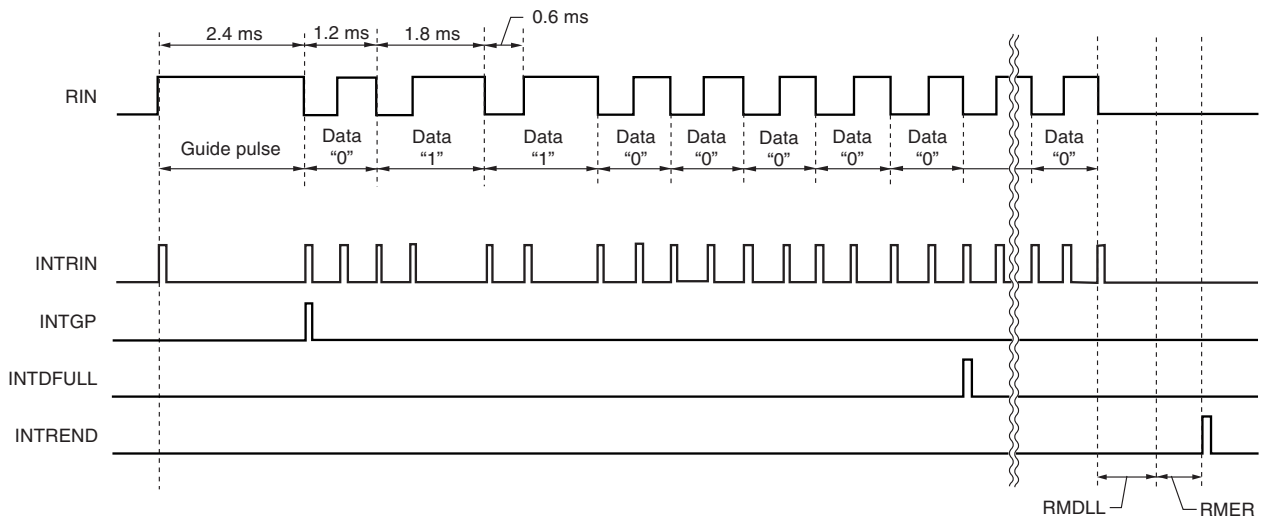 0.6 ms
2.4 ms 1.2 ms 1.8 ms
RIN
Guide pulse
Data “0”
Data “1”
Data “1”
Data “0”
Data “0”
Data “0”
Data “0”
Data “0”
Data “0”
INTRIN
INTGP
INTDFULL
INTREND
RMDLL RMER